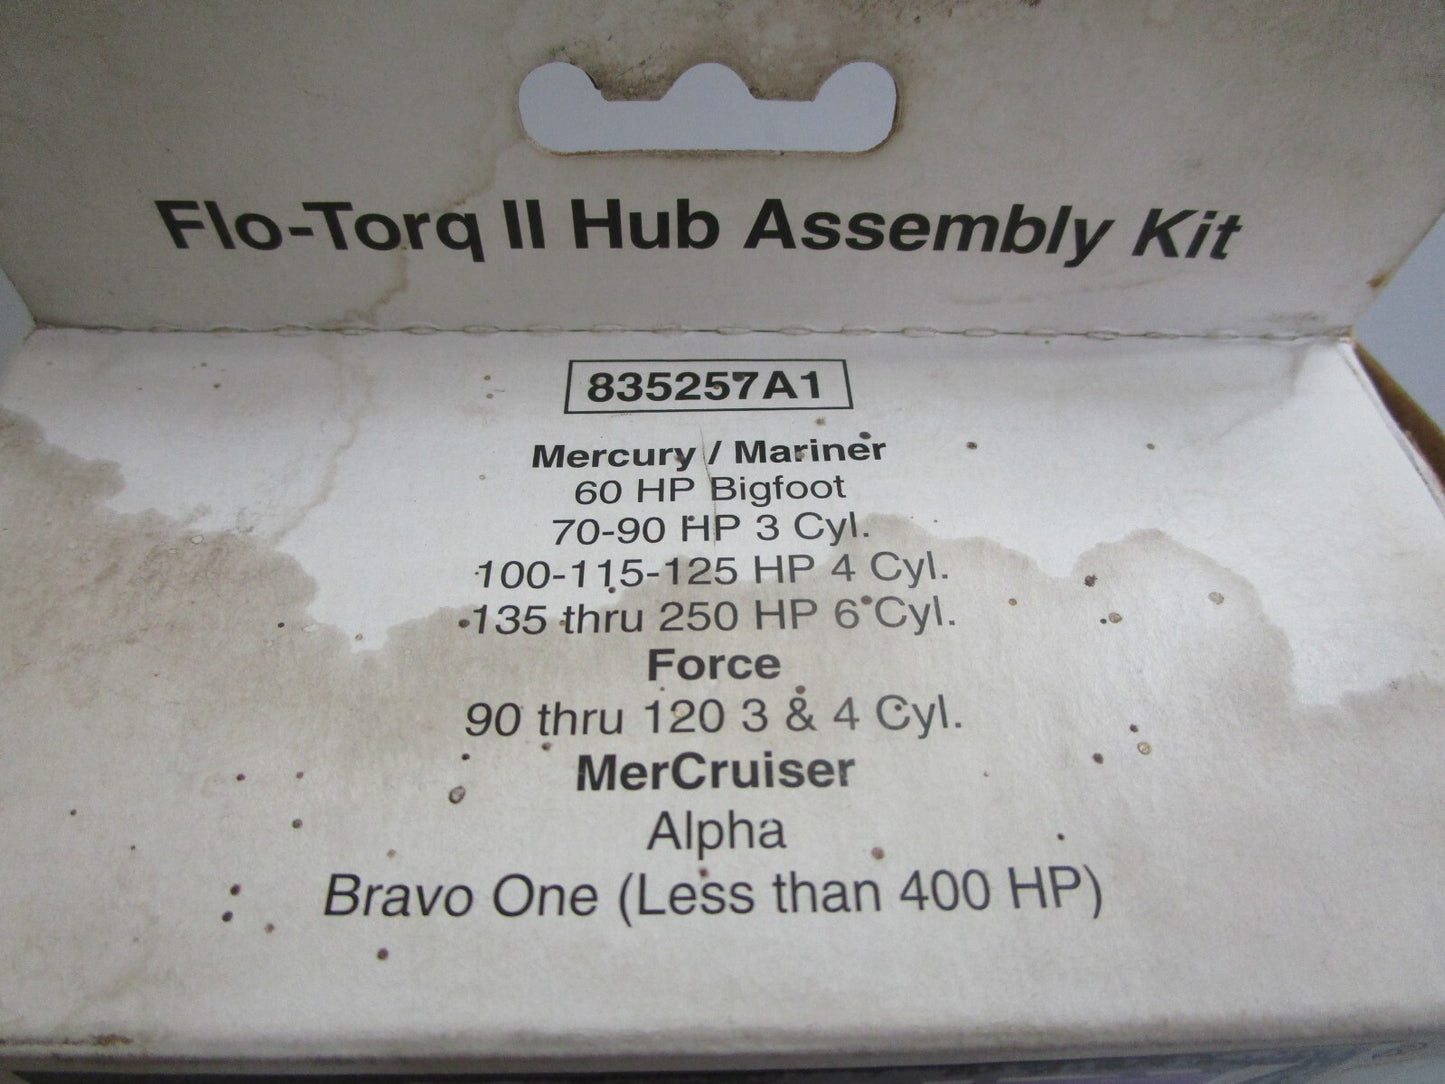 Flo-Torq II Hub Assembly Kit
835257A1
Mercury / Mariner
60 HP Bigfoot
70-90 HP 3 Cyl.
100-115-125 HP 4 Cyl.
135 thru 250 HP 6 Cyl.
Force
90 thru 120 3 & 4 Cyl.
MerCruiser
Alpha
Bravo One (Less than 400 HP)